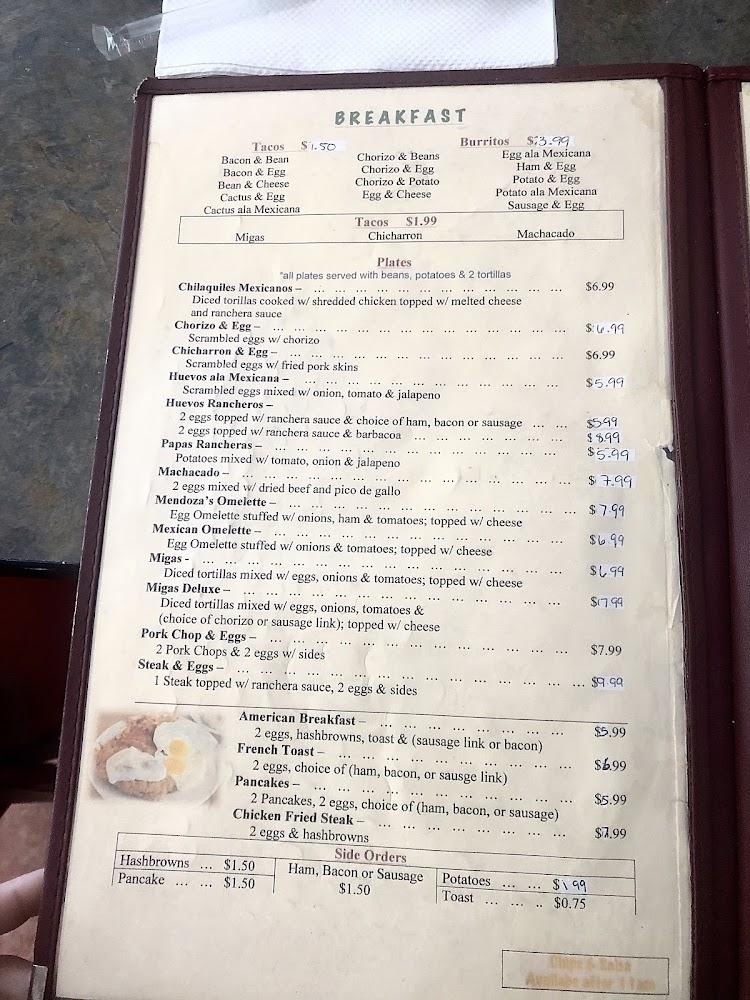 BREAKFAST
Tacos $1.50 Burritos $3.99
Bacon & Bean Chorizo & Beans Egg ala Mexicana
Bacon & Egg Chorizo & Egg Ham & Egg
Bean & Cheese Chorizo & Potato Potato & Egg
Cactus & Egg Egg & Cheese Potato ala Mexicana
Cactus ala Mexicana Sausage & Egg
Tacos $1.99
Migas Chicharron Machacado
Plates
*all plates served with beans, potatoes & 2 tortillas
Chilaquiles Mexicanos – ... $6.99
Diced torillas cooked w/ shredded chicken topped w/ melted cheese
and ranchera sauce
Chorizo & Egg – ... $6.99
Scrambled eggs w/ chorizo
Chicharron & Egg – ... $6.99
Scrambled eggs w/ fried pork skins
Huevos ala Mexicana – ... $5.99
Scrambled eggs mixed w/ onion, tomato & jalapeno
Huevos Rancheros –
2 eggs topped w/ ranchera sauce & choice of ham, bacon or sausage ... ... $5.99
2 eggs topped w/ ranchera sauce & barbacoa ... $8.99
Papas Rancheras – ... $5.99
Potatoes mixed w/ tomato, onion & jalapeno
Machacado – ... $7.99
2 eggs mixed w/ dried beef and pico de gallo
Mendoza's Omelette – ... $7.99
Egg Omelette stuffed w/ onions, ham & tomatoes; topped w/ cheese
Mexican Omelette – ... $6.99
Egg Omelette stuffed w/ onions & tomatoes; topped w/ cheese
Migas - ... $6.99
Diced tortillas mixed w/ eggs, onions & tomatoes; topped w/ cheese
Migas Deluxe – ... $7.99
Diced tortillas mixed w/ eggs, onions, tomatoes &
(choice of chorizo or sausage link); topped w/ cheese
Pork Chop & Eggs – ... $7.99
2 Pork Chops & 2 eggs w/ sides
Steak & Eggs – ... $9.99
1 Steak topped w/ ranchera sauce, 2 eggs & sides
American Breakfast – ... $5.99
2 eggs, hashbrowns, toast & (sausage link or bacon)
French Toast – ... $6.99
2 eggs, choice of (ham, bacon, or sausge link)
Pancakes – ... $5.99
2 Pancakes, 2 eggs, choice of (ham, bacon, or sausage)
Chicken Fried Steak – ... $7.99
2 eggs & hashbrowns
Side Orders
Hashbrowns ... $1.50 Ham, Bacon or Sausage Potatoes ... ... $1.99
Pancake ... ... $1.50 $1.50 Toast ... ... .. $0.75
Chips & Salsa
Available after 11am